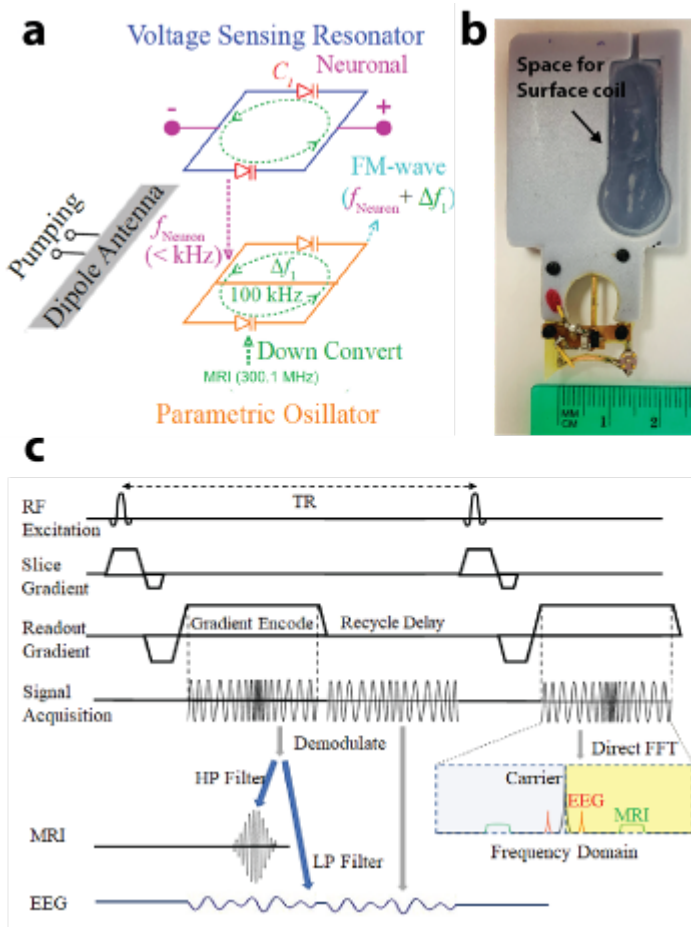 a
Voltage Sensing Resonator
C1
Neuronal
-
+
FM-wave
(fNeuron + Δf1)
fNeuron
(< kHz)
Pumping
Dipole Antenna
Δf1
100 kHz
Down Convert
MRI (300.1 MHz)
Parametric Osillator
b
Space for
Surface coil
MM
CM
1
2
c
RF
Excitation
TR
Slice
Gradient
Readout
Gradient
Gradient Encode
Recycle Delay
Signal
Acquisition
Demodulate
Direct FFT
HP Filter
Carrier
EEG
MRI
Frequency Domain
MRI
LP Filter
EEG